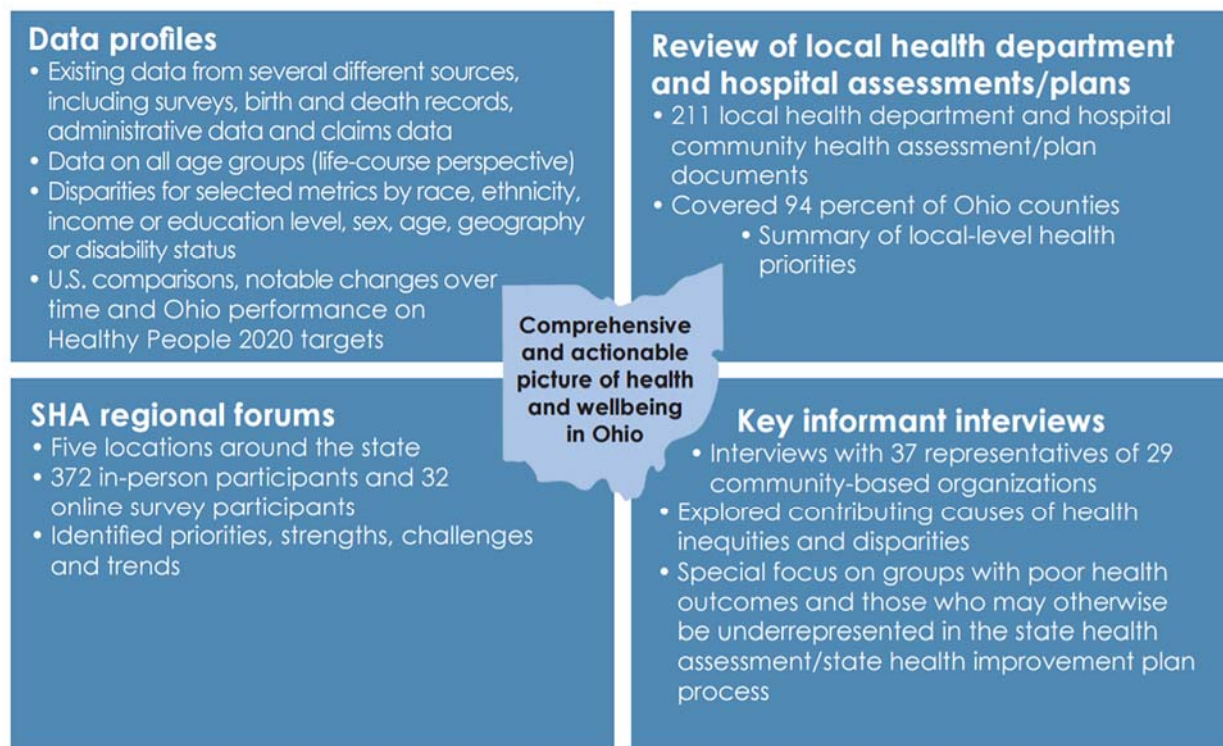 Data profiles
• Existing data from several different sources,
including surveys, birth and death records,
administrative data and claims data
• Data on all age groups (life-course perspective)
• Disparities for selected metrics by race, ethnicity,
income or education level, sex, age, geography
or disability status
• U.S. comparisons, notable changes over
time and Ohio performance on
Healthy People 2020 targets
Review of local health department
and hospital assessments/plans
• 211 local health department and hospital
community health assessment/plan
documents
• Covered 94 percent of Ohio counties
• Summary of local-level health
priorities
Comprehensive
and actionable
picture of health
and wellbeing
in Ohio
SHA regional forums
• Five locations around the state
• 372 in-person participants and 32
online survey participants
• Identified priorities, strengths, challenges
and trends
Key informant interviews
• Interviews with 37 representatives of 29
community-based organizations
• Explored contributing causes of health
inequities and disparities
• Special focus on groups with poor health
outcomes and those who may otherwise
be underrepresented in the state health
assessment/state health improvement plan
process